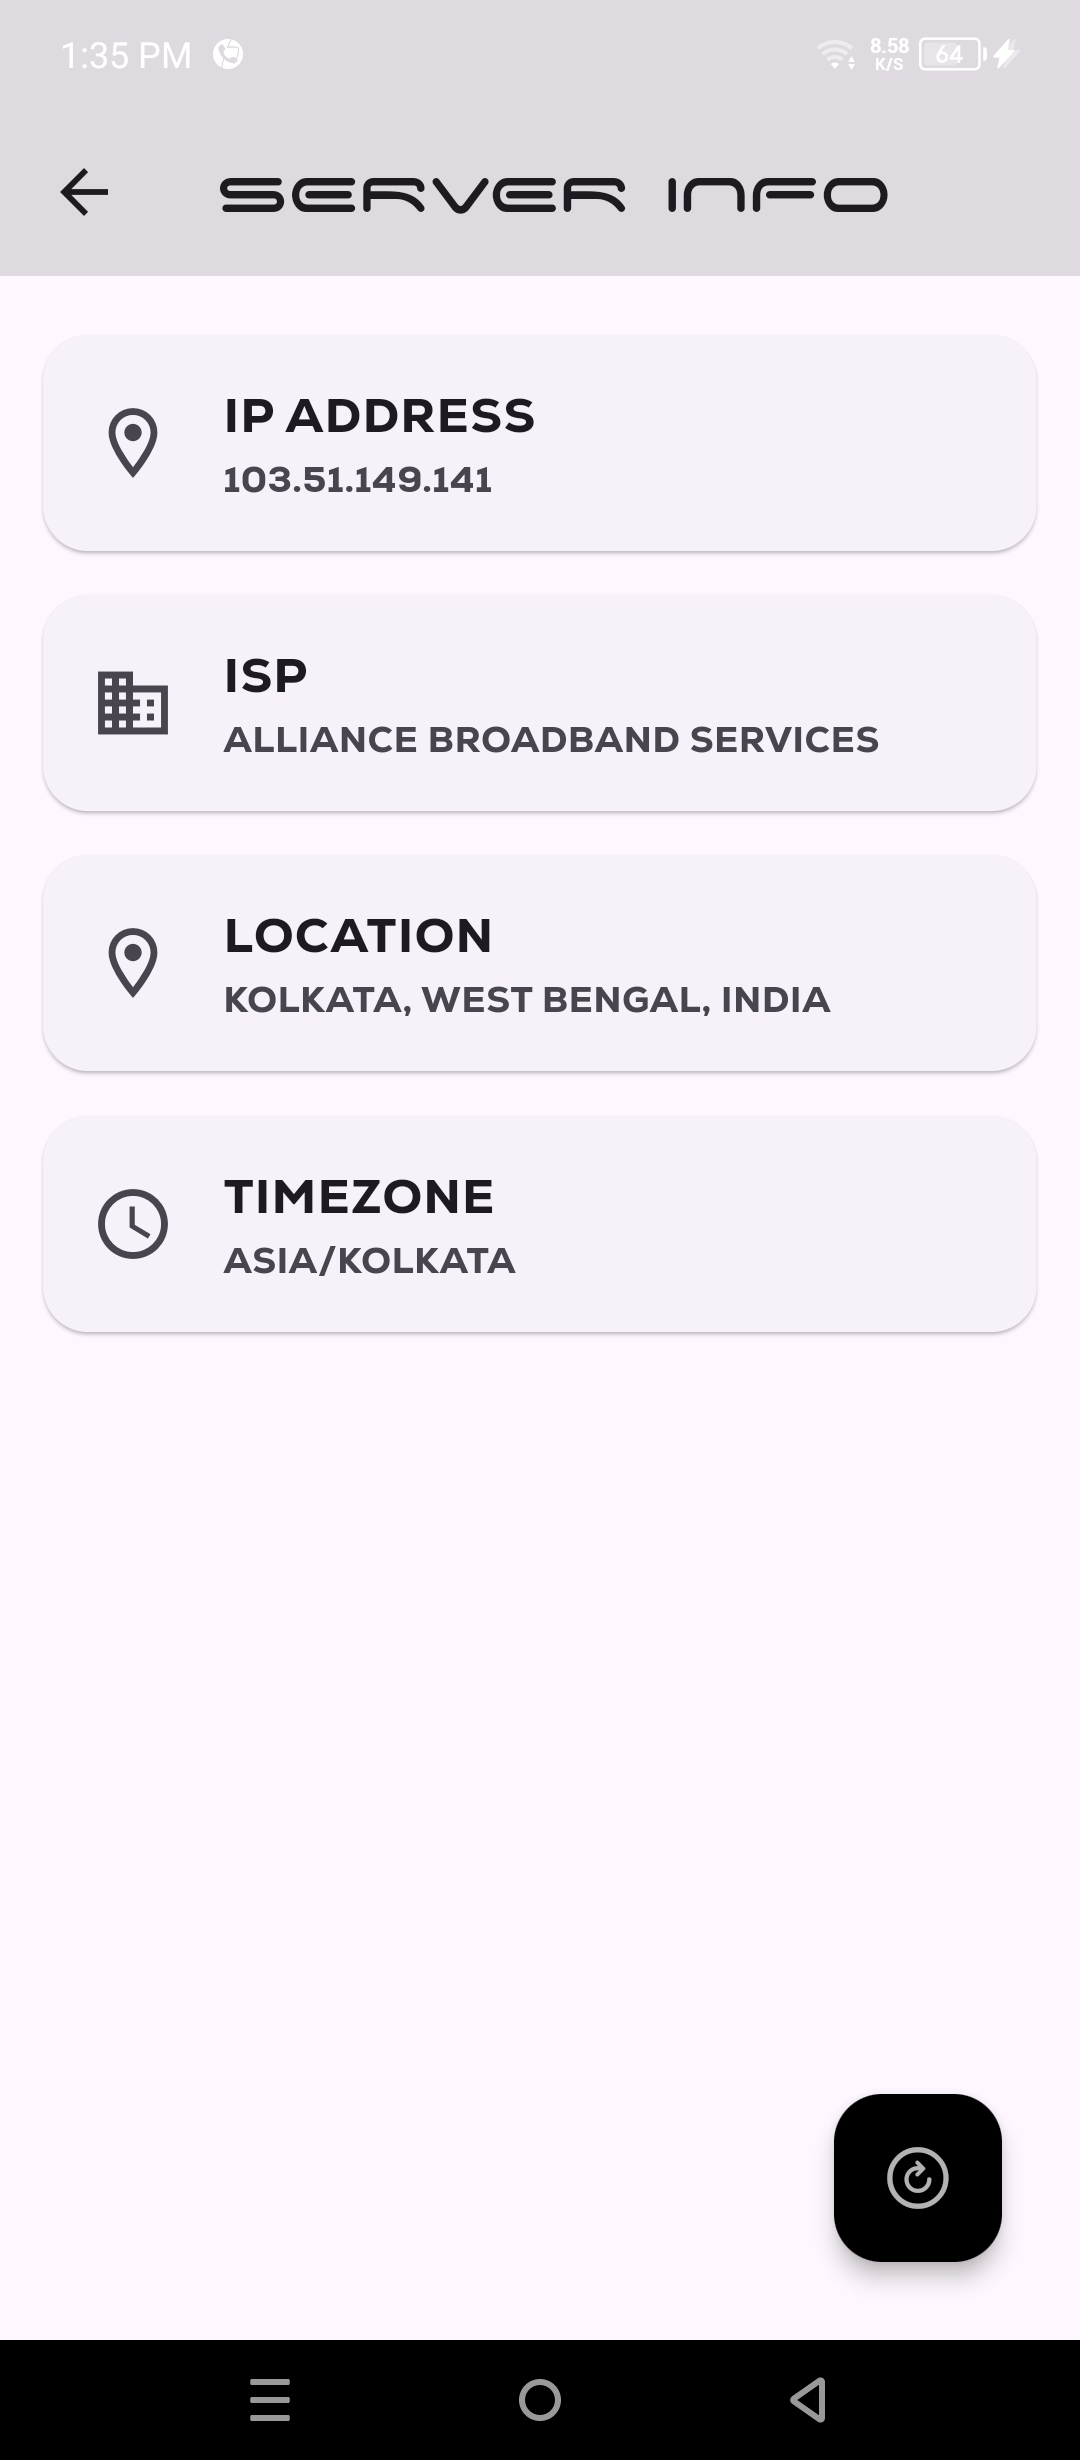 1:35 PM
8.58
K/S
64
SERVER INFO
IP ADDRESS
103.51.149.141
ISP
ALLIANCE BROADBAND SERVICES
LOCATION
KOLKATA, WEST BENGAL, INDIA
TIMEZONE
ASIA/KOLKATA